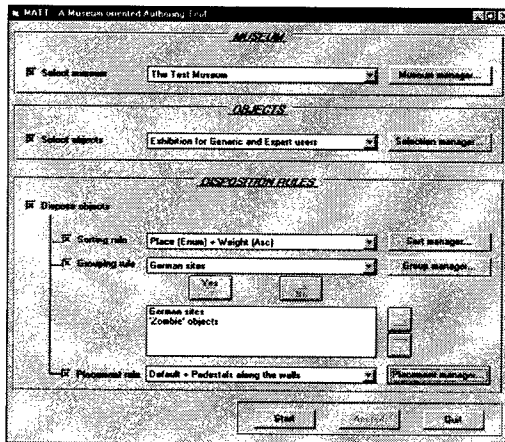 MATT - A Museum oriented Authoring Tool
MUSEUM
Select museum
The Test Museum
Museum manager...
OBJECTS
Select objects
Exhibition for Generic and Expert users
Selection manager...
DISPOSITION RULES
Dispose objects
Sorting rule
Place (Enum) + Weight (Asc)
Sort manager...
Grouping rule
German sites
Group manager...
Yes
German sites
'Zombie' objects
Placement rule
Default + Pedestals along the walls
Placement manager...
Start
Quit